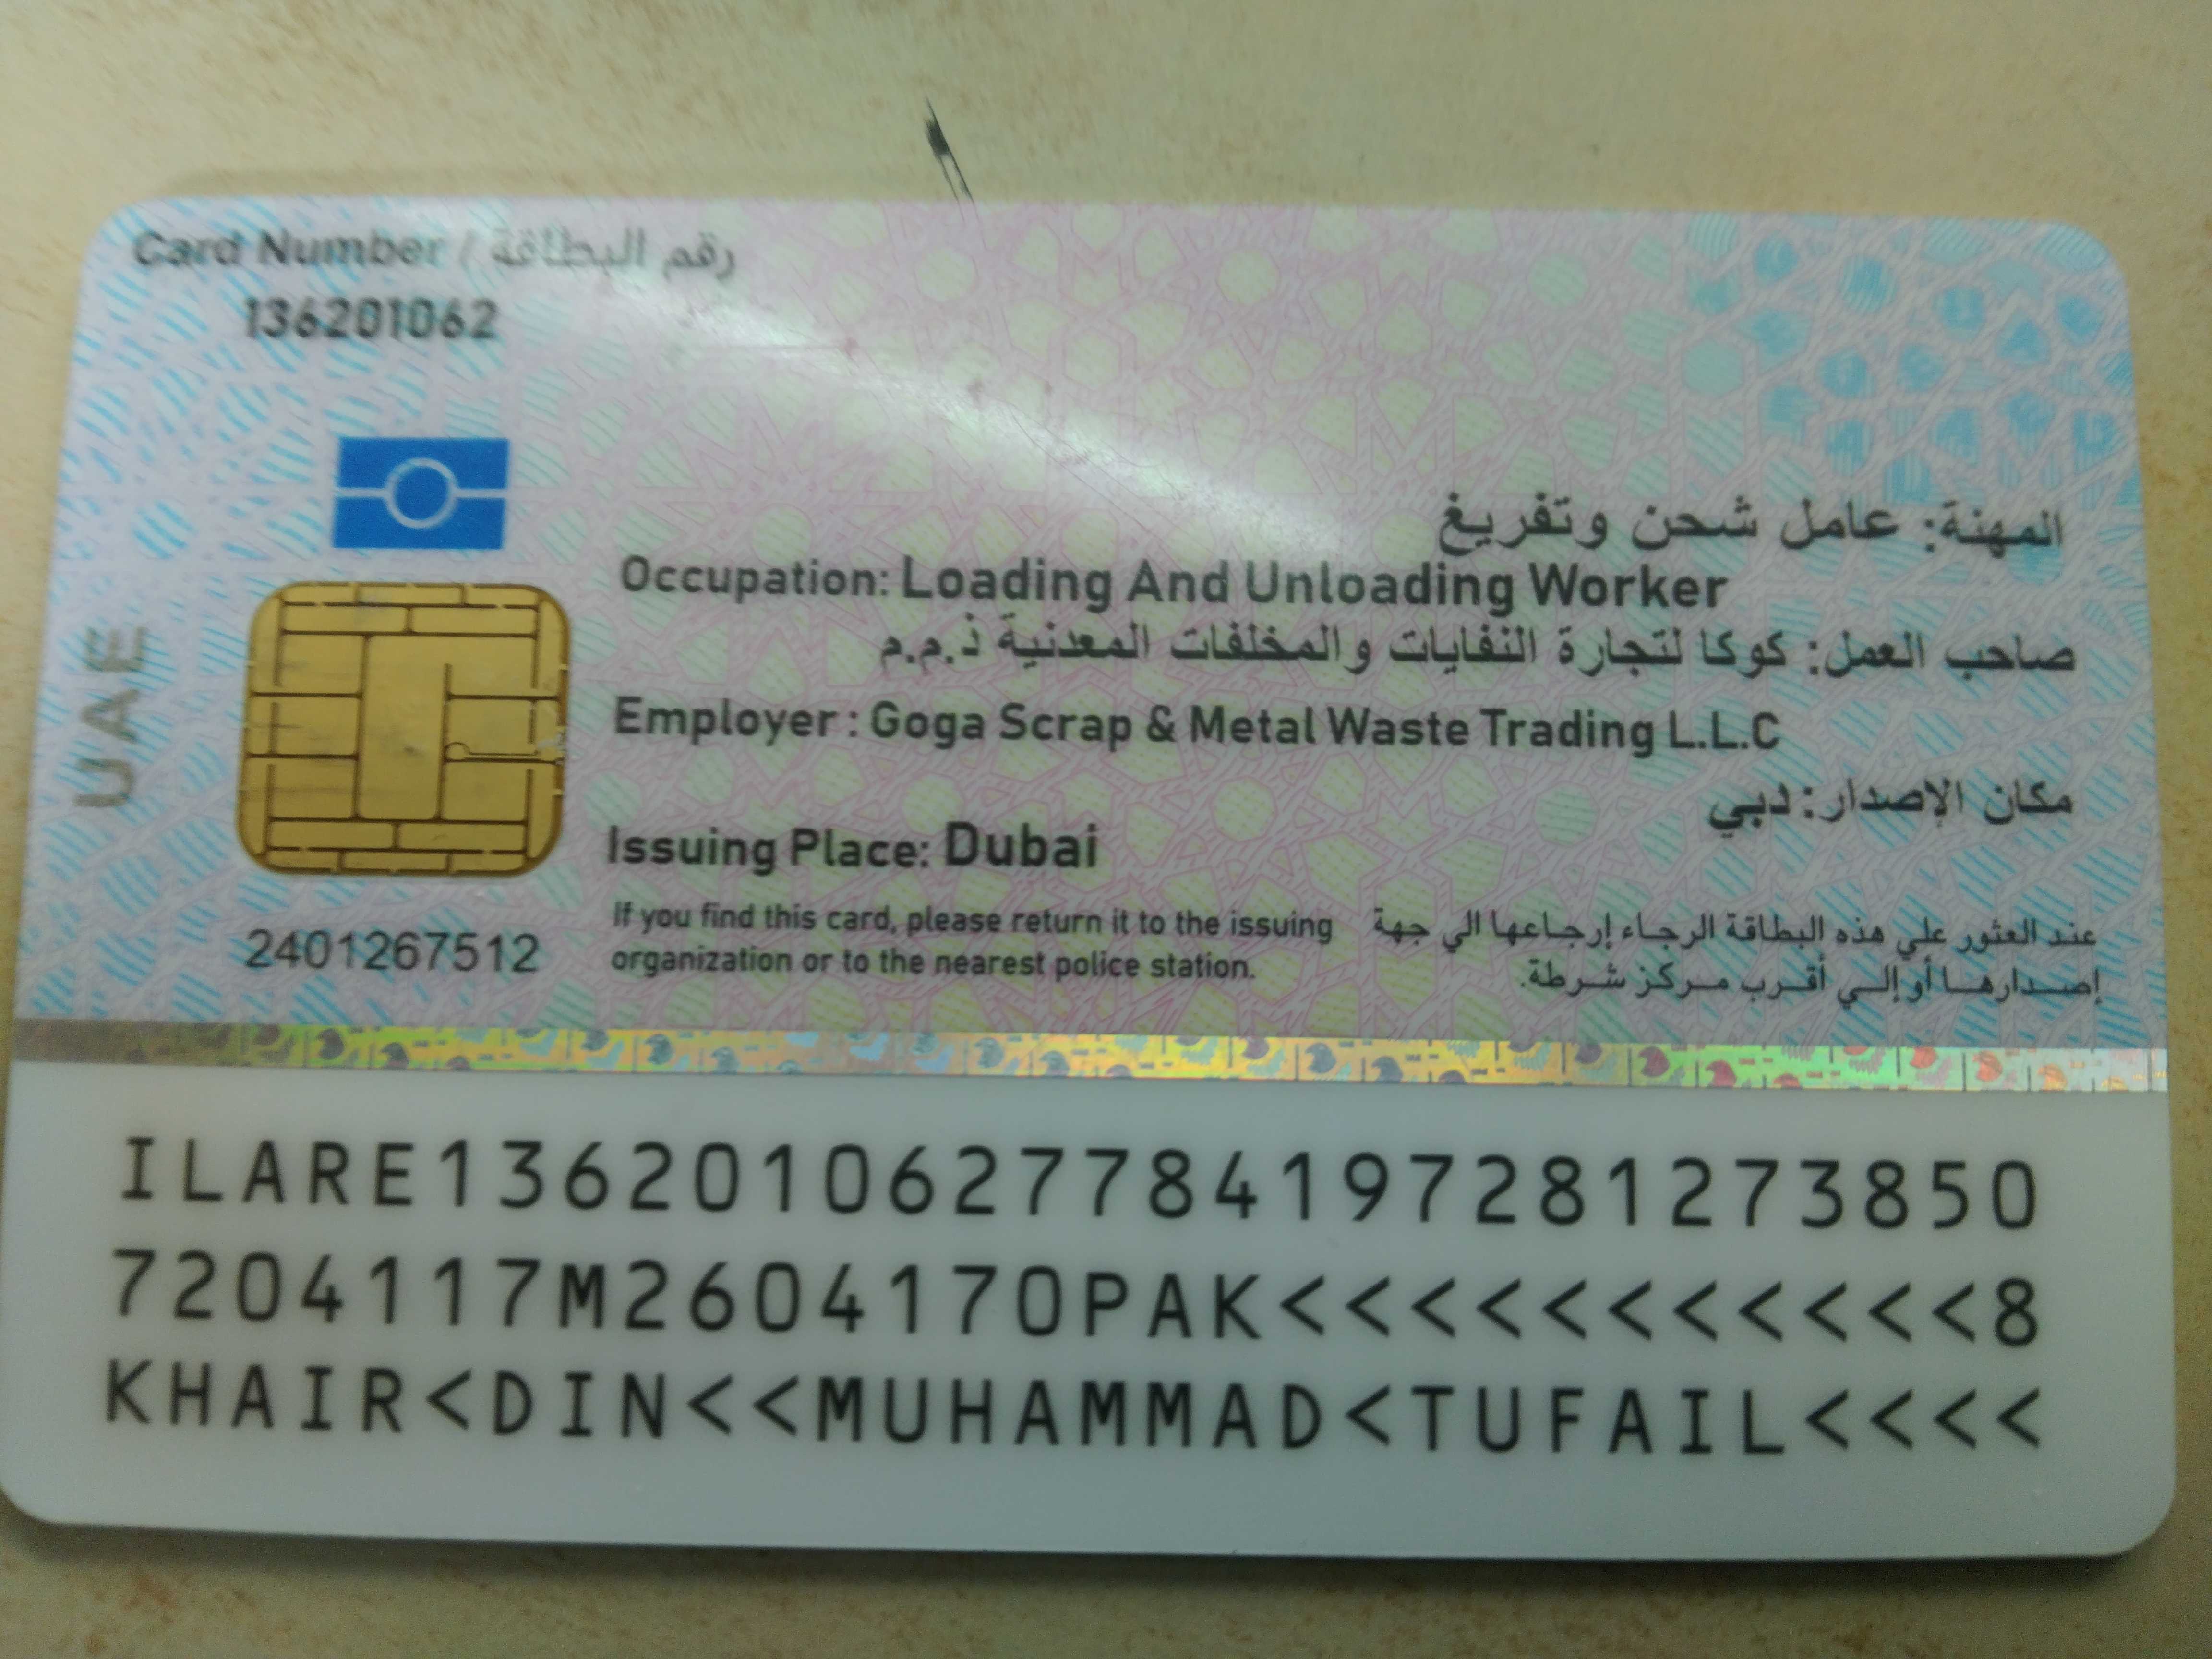 Card Number / رقم البطاقة
136201062
المهنة: عامل شحن وتفريغ
Occupation: Loading And Unloading Worker
صاحب العمل: كوكا لتجارة النفايات والمخلفات المعدنية ذ.م.م
Employer : Goga Scrap & Metal Waste Trading L.L.C
مكان الإصدار: دبي
Issuing Place: Dubai
UAE
2401267512
If you find this card, please return it to the issuing
organization or to the nearest police station.
عند العثور علي هذه البطاقة الرجاء إرجاعها الي جهة
إصدارها أو إلي أقرب مركز شرطة.
ILARE1362010627784197281273850
7204117M2604170PAK<<<<<<<<<<<8
KHAIR<DIN<<MUHAMMAD<TUFAIL<<<<